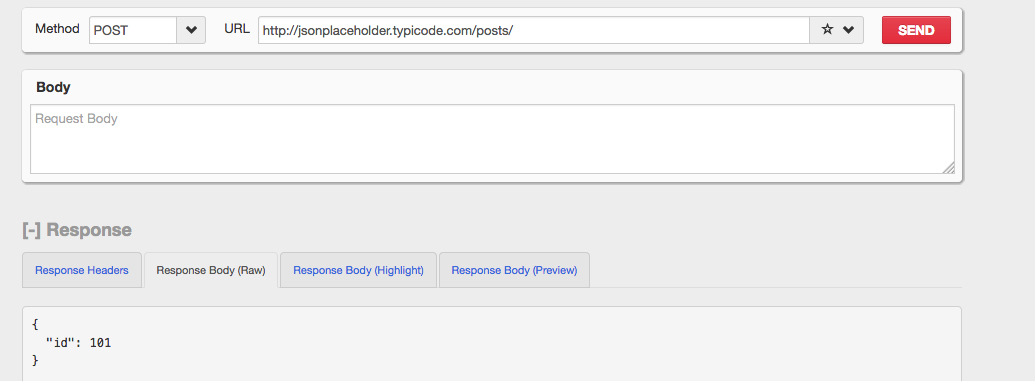 Method POST URL http://jsonplaceholder.typicode.com/posts/ SEND
Body
Request Body
[-] Response
Response Headers Response Body (Raw) Response Body (Highlight) Response Body (Preview)
{
"id": 101
}